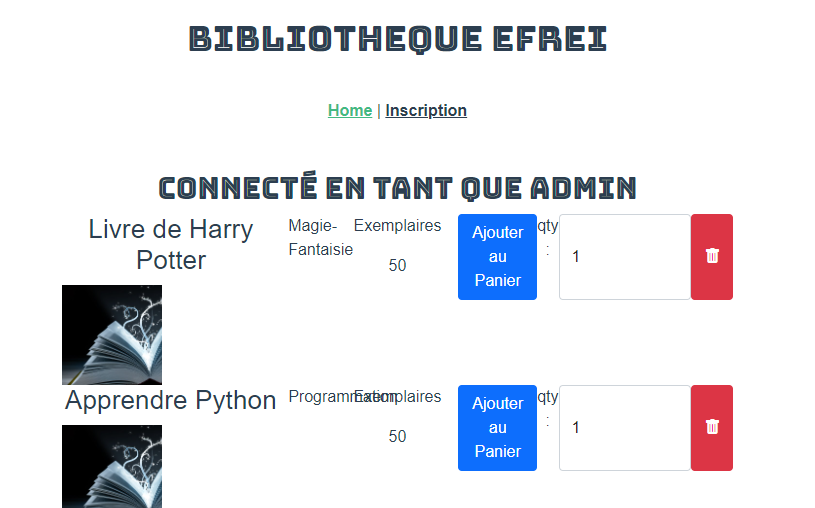 BIBLIOTHEQUE EFREI
Home | Inscription
CONNECTÉ EN TANT QUE ADMIN
Livre de Harry
Potter
Magie-
Fantaisie
Exemplaires
50
Ajouter
au
Panier
qty
:
1
Apprendre Python
Programmation
Exemplaires
50
Ajouter
au
Panier
qty
:
1